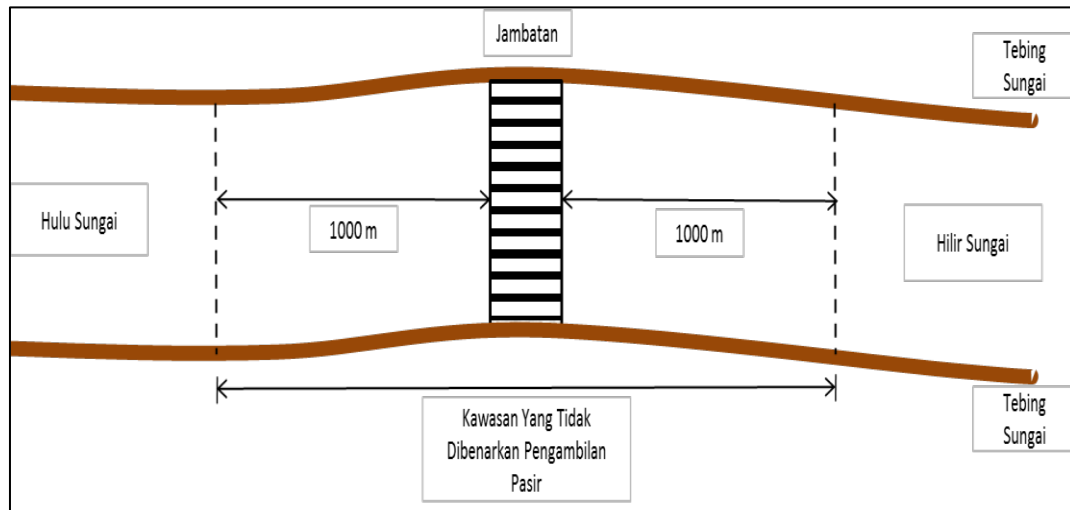 Jambatan
Tebing
Sungai
Hulu Sungai
1000 m
1000 m
Hilir Sungai
Kawasan Yang Tidak
Dibenarkan Pengambilan
Pasir
Tebing
Sungai